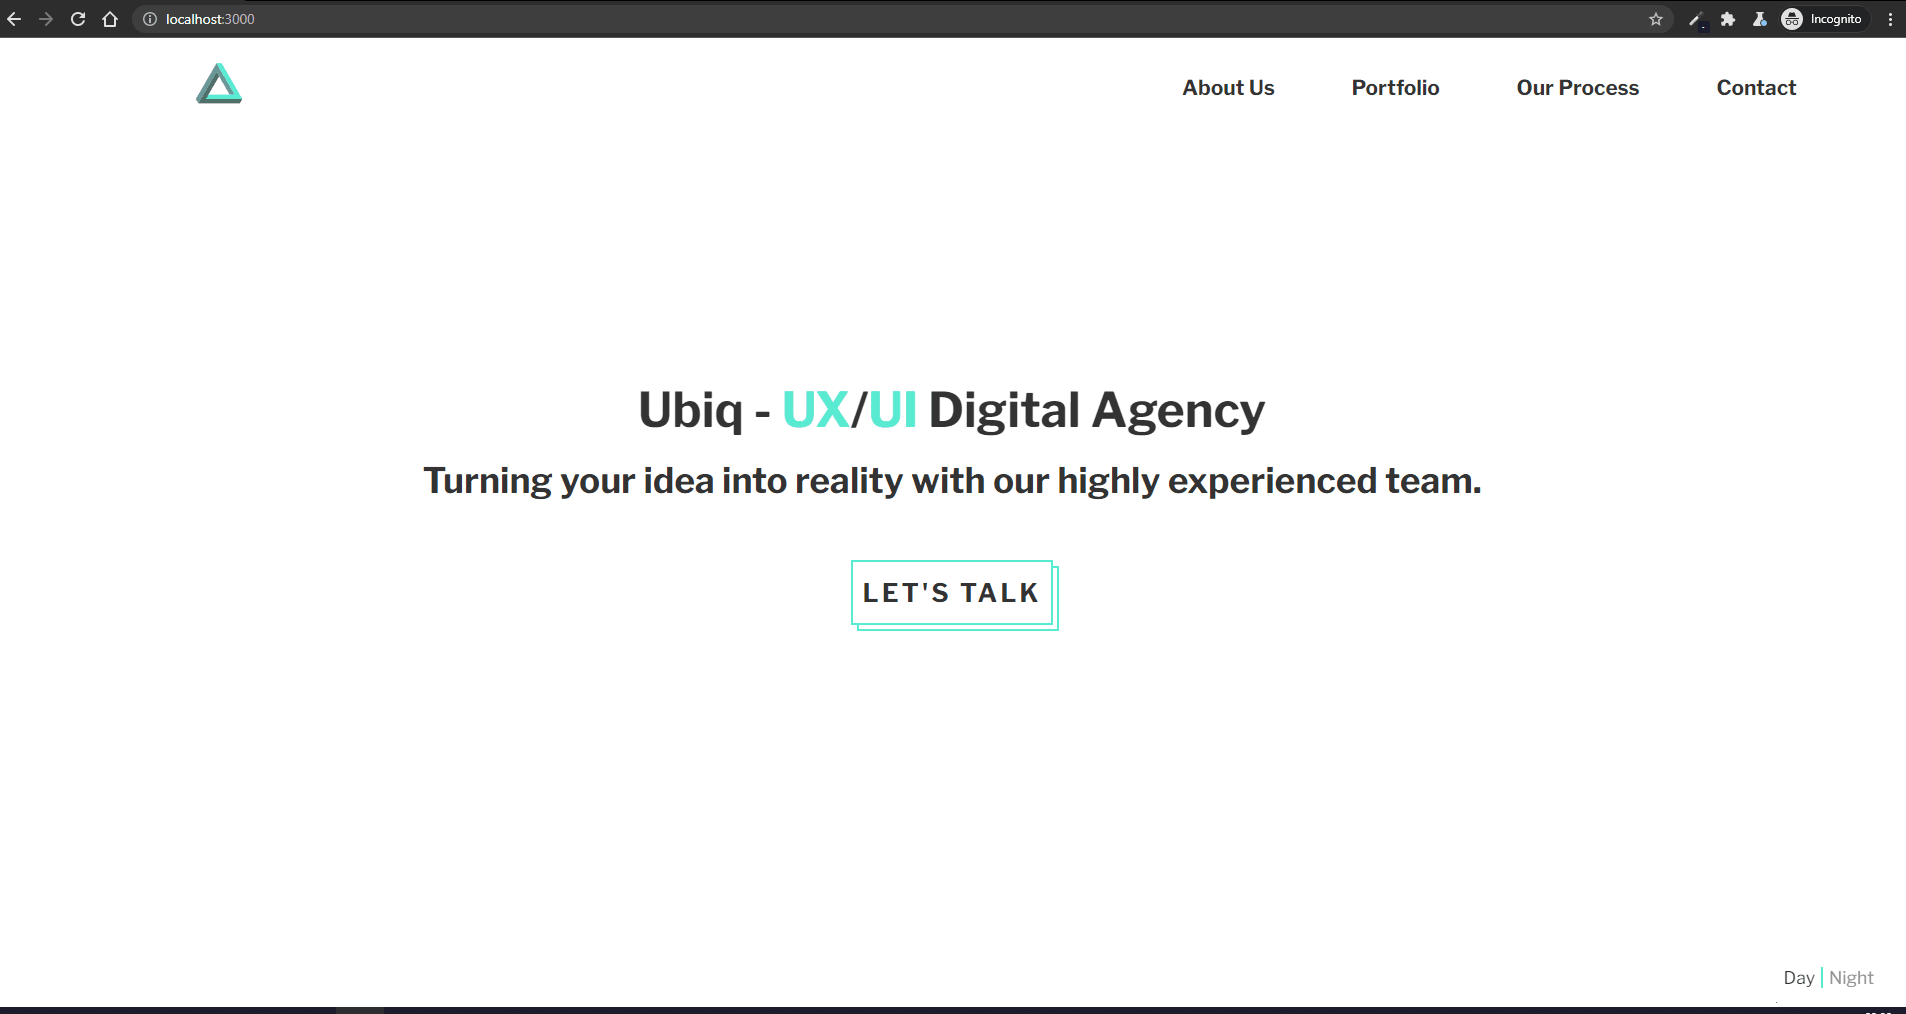 localhost:3000
Incognito
About Us Portfolio Our Process Contact
Ubiq - UX/UI Digital Agency
Turning your idea into reality with our highly experienced team.
LET'S TALK
Day | Night